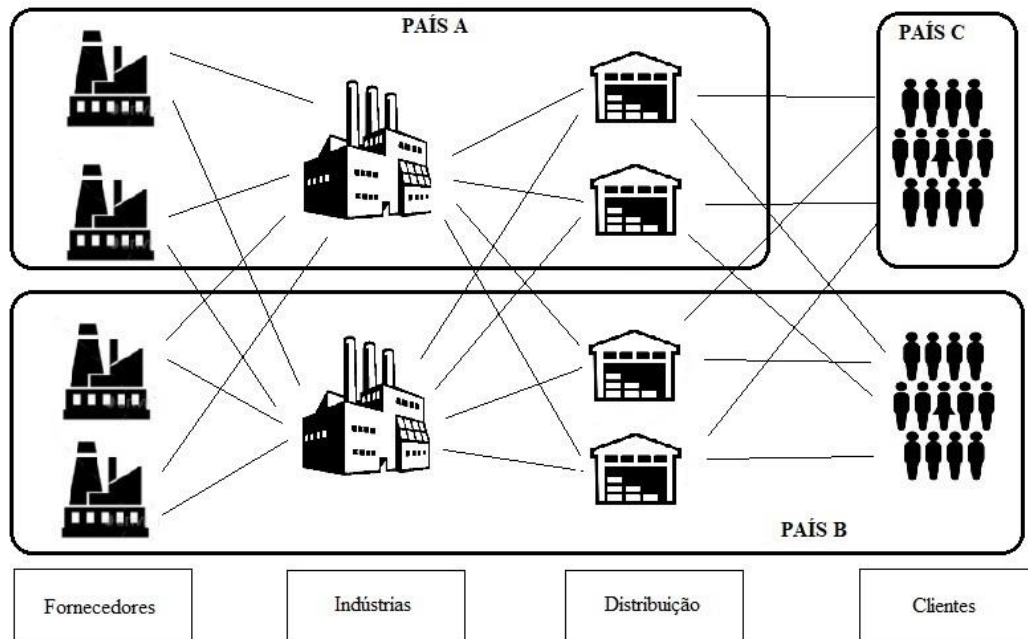 PAÍS A
PAÍS C
PAÍS B
Fornecedores
Indústrias
Distribuição
Clientes